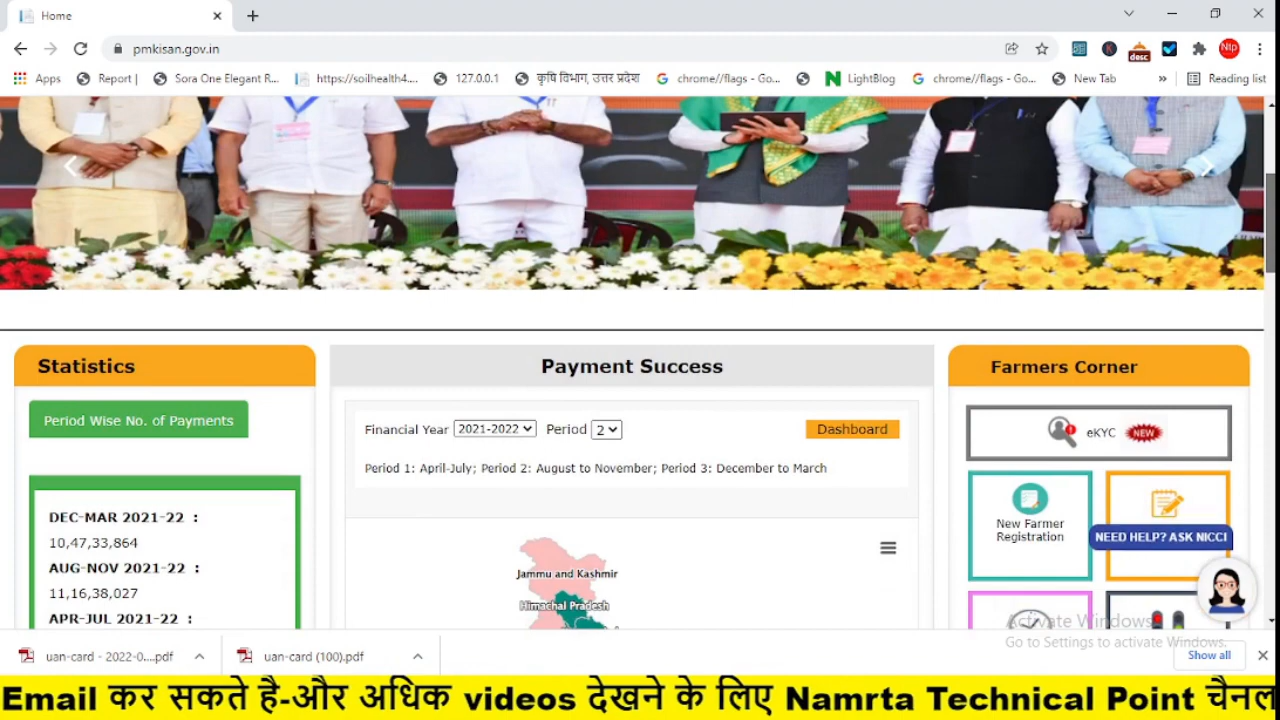 Home
pmkisan.gov.in
Ntp
desc
Apps
Report |
Sora One Elegant R...
https://soilhealth4....
127.0.0.1
कृषि विभाग, उत्तर प्रदेश
chrome//flags - Go...
LightBlog
chrome//flags - Go...
New Tab
»
Reading list
Statistics
Period Wise No. of Payments
DEC-MAR 2021-22 :
10,47,33,864
AUG-NOV 2021-22 :
11,16,38,027
APR-JUL 2021-22 :
Payment Success
Financial Year 2021-2022 Period 2 Dashboard
Period 1: April-July; Period 2: August to November; Period 3: December to March
Jammu and Kashmir
Himachal Pradesh
Farmers Corner
eKYC NEW
New Farmer
Registration
NEED HELP? ASK NICCI
Activate Windows
Go to Settings to activate Windows.
uan-card - 2022-0....pdf
uan-card (100).pdf
Show all
Email कर सकते है-और अधिक videos देखने के लिए Namrta Technical Point चैनल